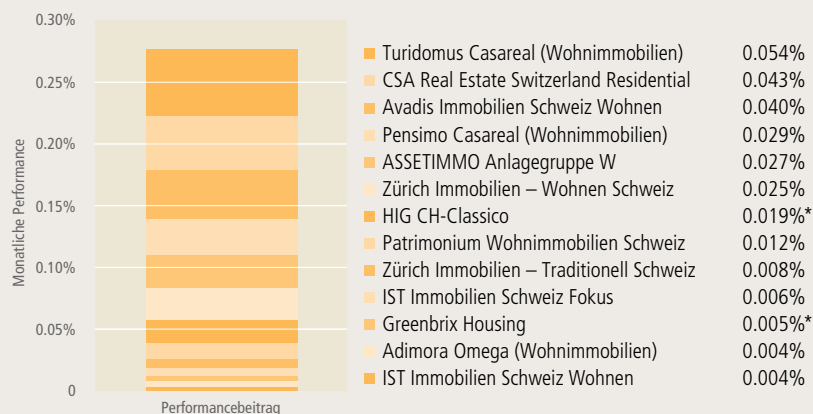 0.30%
0.25%
0.20%
0.15%
0.10%
0.05%
0
Monatliche Performance
Performancebeitrag
Turidomus Casareal (Wohnimmobilien) 0.054%
CSA Real Estate Switzerland Residential 0.043%
Avadis Immobilien Schweiz Wohnen 0.040%
Pensimo Casareal (Wohnimmobilien) 0.029%
ASSETIMMO Anlagegruppe W 0.027%
Zürich Immobilien – Wohnen Schweiz 0.025%
HIG CH-Classico 0.019%*
Patrimonium Wohnimmobilien Schweiz 0.012%
Zürich Immobilien – Traditionell Schweiz 0.008%
IST Immobilien Schweiz Fokus 0.006%
Greenbrix Housing 0.005%*
Adimora Omega (Wohnimmobilien) 0.004%
IST Immobilien Schweiz Wohnen 0.004%